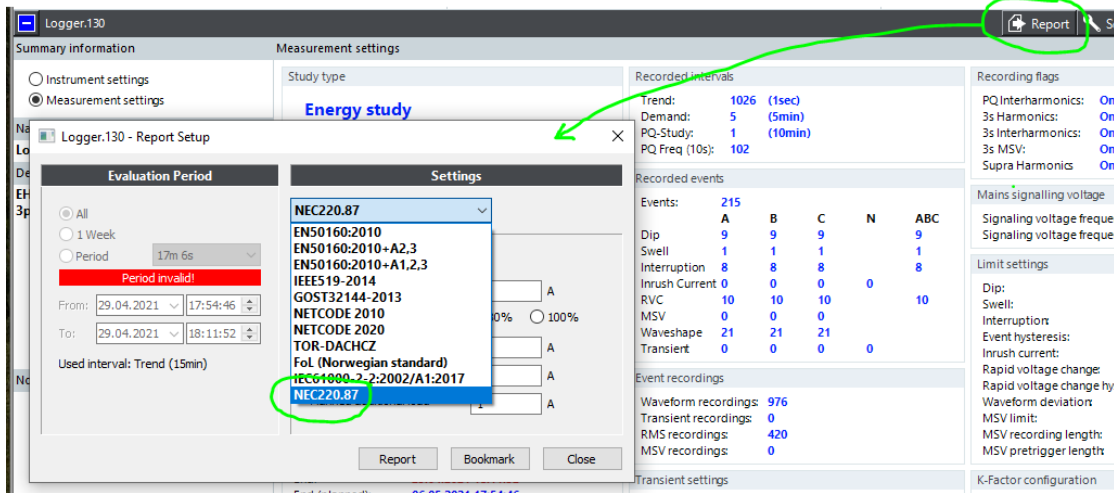 Logger.130
Report
Summary information
Measurement settings
Instrument settings
Measurement settings
Study type
Energy study
Recorded intervals
Trend: 1026 (1sec)
Demand: 5 (5min)
PQ-Study: 1 (10min)
PQ Freq (10s): 102
Recording flags
PQ Interharmonics:
3s Harmonics:
3s Interharmonics:
3s MSV:
Supra Harmonics
Logger.130 - Report Setup
Evaluation Period
All
1 Week
Period 17m 6s
Period invalid!
From: 29.04.2021 17:54:46
To: 29.04.2021 18:11:52
Used interval: Trend (15min)
Settings
NEC220.87
EN50160:2010
EN50160:2010+A2,3
EN50160:2010+A1,2,3
IEEE519-2014
GOST32144-2013
NETCODE 2010
NETCODE 2020
TOR-DACHCZ
FoL (Norwegian standard)
IEC61000-2-2:2002/A1:2017
NEC220.87
A
100%
A
A
1 A
Report Bookmark Close
Recorded events
Events: 215
A B C N ABC
Dip 9 9 9 9
Swell 1 1 1 1
Interruption 8 8 8 8
Inrush Current 0 0 0 0
RVC 10 10 10 10
MSV 0 0 0
Waveshape 21 21 21
Transient 0 0 0 0
Event recordings
Waveform recordings: 976
Transient recordings: 0
RMS recordings: 420
MSV recordings: 0
Transient settings
Mains signalling voltage
Signaling voltage
Signaling voltage
Limit settings
Dip:
Swell:
Interruption:
Event hysteresis:
Inrush current:
Rapid voltage change:
Rapid voltage change
Waveform deviation:
MSV limit:
MSV recording length:
MSV pretrigger length:
K-Factor configuration